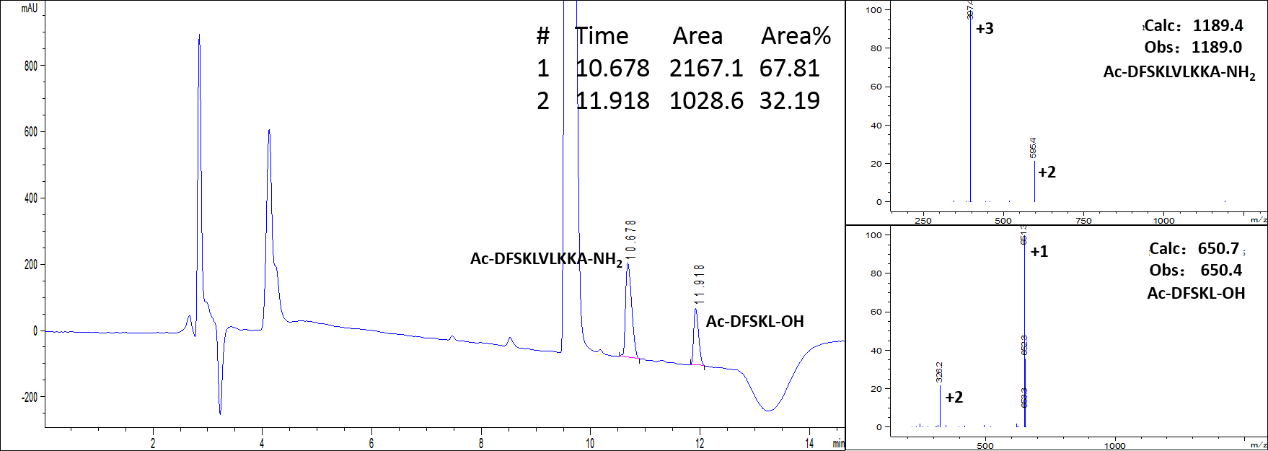 mAU
800
600
400
200
0
-200
2
4
6
8
10
12
min
# Time Area Area%
1 10.678 2167.1 67.81
2 11.918 1028.6 32.19
Ac-DFSKLVLKKA-NH2
10.678
11.918
Ac-DFSKL-OH
100
80
60
40
20
0
+3
595.4
+2
Calc: 1189.4
Obs: 1189.0
Ac-DFSKLVLKKA-NH2
250
500
750
1000
m/z
100
80
60
40
20
0
+1
652.3
653.3
326.2
+2
Calc: 650.7
Obs: 650.4
Ac-DFSKL-OH
500
1000
m/z